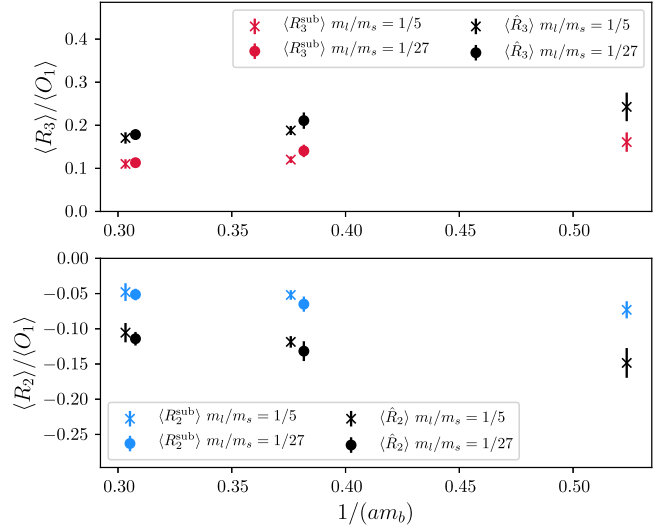 ⟨R₃⟩/⟨O₁⟩
0.4
0.3
0.2
0.1
0.0
⟨R₃^sub⟩ m_l/m_s = 1/5
⟨R₃^sub⟩ m_l/m_s = 1/27
⟨R̂₃⟩ m_l/m_s = 1/5
⟨R̂₃⟩ m_l/m_s = 1/27
0.30 0.35 0.40 0.45 0.50
⟨R₂⟩/⟨O₁⟩
0.00
−0.05
−0.10
−0.15
−0.20
−0.25
⟨R₂^sub⟩ m_l/m_s = 1/5
⟨R₂^sub⟩ m_l/m_s = 1/27
⟨R̂₂⟩ m_l/m_s = 1/5
⟨R̂₂⟩ m_l/m_s = 1/27
0.30 0.35 0.40 0.45 0.50
1/(am_b)